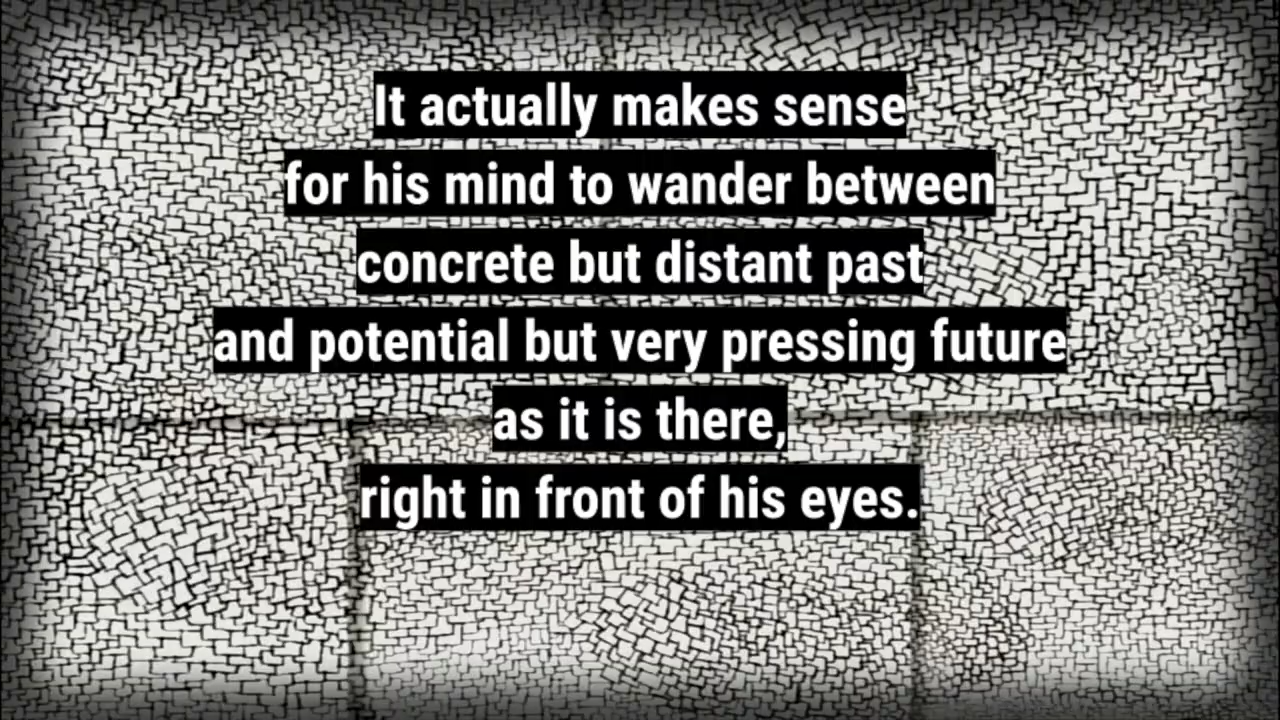 It actually makes sense
for his mind to wander between
concrete but distant past
and potential but very pressing future
as it is there,
right in front of his eyes.